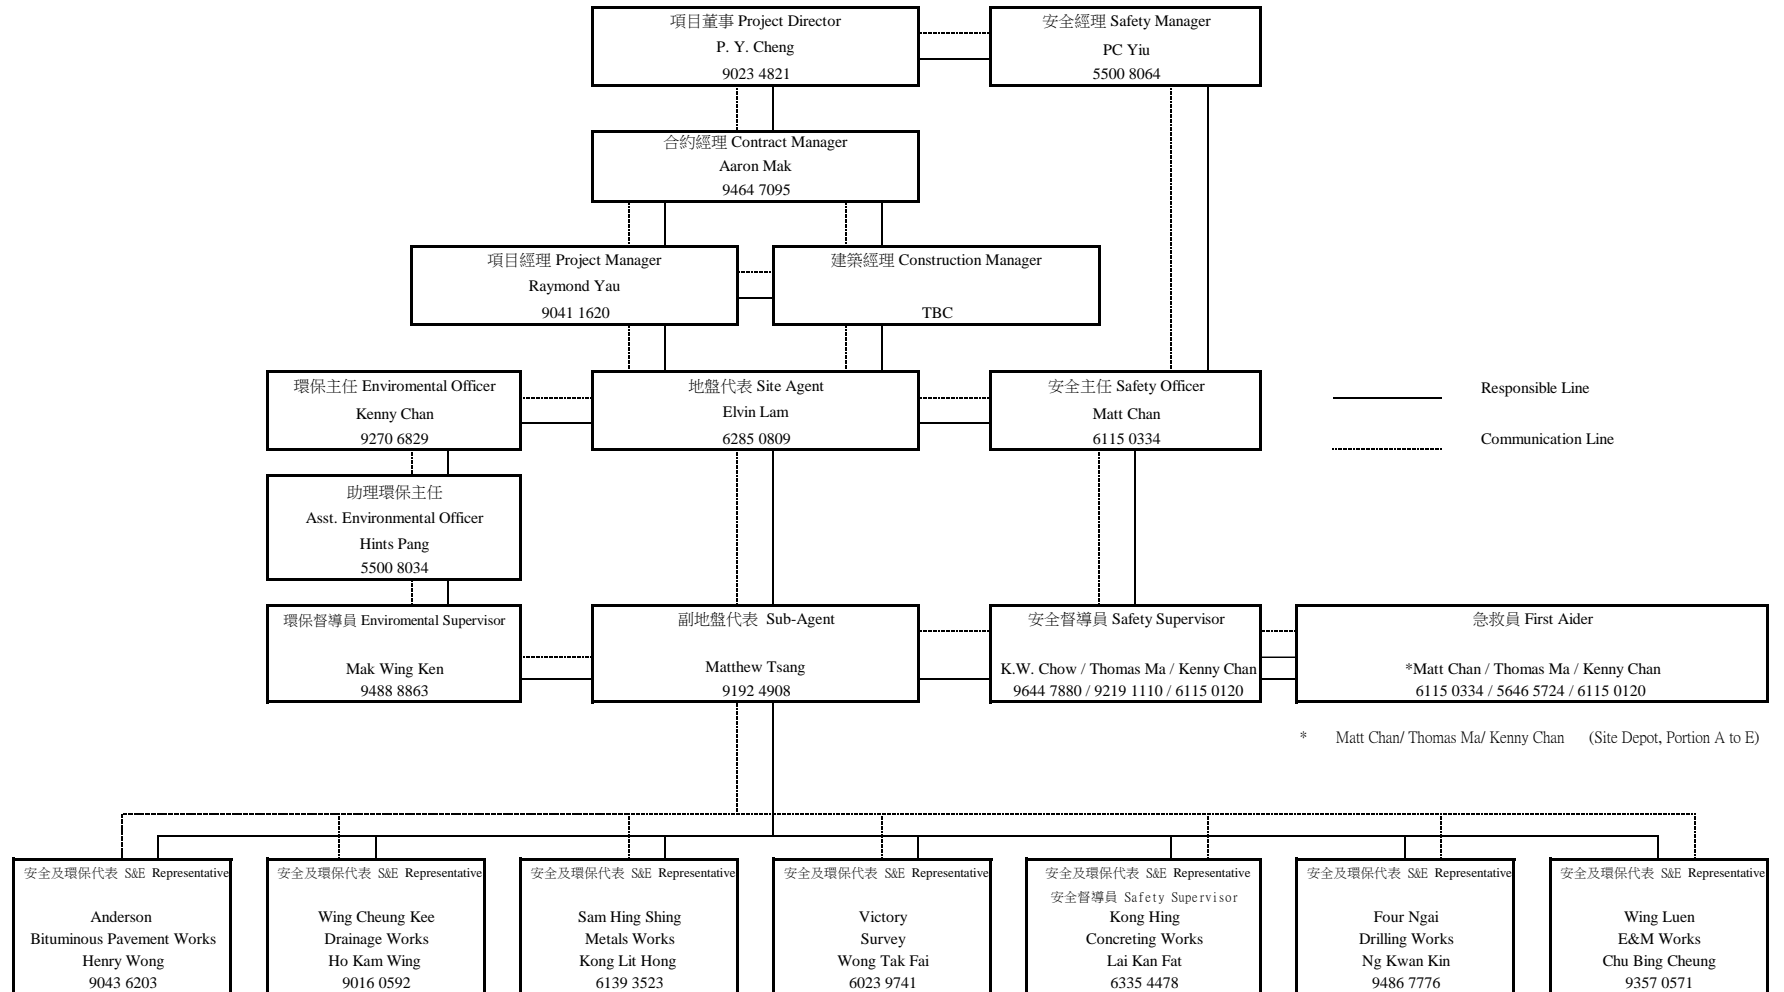 項目董事 Project Director
P. Y. Cheng
9023 4821
安全經理 Safety Manager
PC Yiu
5500 8064
合約經理 Contract Manager
Aaron Mak
9464 7095
項目經理 Project Manager
Raymond Yau
9041 1620
建築經理 Construction Manager
TBC
環保主任 Enviromental Officer
Kenny Chan
9270 6829
地盤代表 Site Agent
Elvin Lam
6285 0809
安全主任 Safety Officer
Matt Chan
6115 0334
Responsible Line
Communication Line
助理環保主任
Asst. Environmental Officer
Hints Pang
5500 8034
環保督導員 Enviromental Supervisor
Mak Wing Ken
9488 8863
副地盤代表 Sub-Agent
Matthew Tsang
9192 4908
安全督導員 Safety Supervisor
K.W. Chow / Thomas Ma / Kenny Chan
9644 7880 / 9219 1110 / 6115 0120
急救員 First Aider
*Matt Chan / Thomas Ma / Kenny Chan
6115 0334 / 5646 5724 / 6115 0120
* Matt Chan/ Thomas Ma/ Kenny Chan (Site Depot, Portion A to E)
安全及環保代表 S&E Representative
Anderson
Bituminous Pavement Works
Henry Wong
9043 6203
安全及環保代表 S&E Representative
Wing Cheung Kee
Drainage Works
Ho Kam Wing
9016 0592
安全及環保代表 S&E Representative
Sam Hing Shing
Metals Works
Kong Lit Hong
6139 3523
安全及環保代表 S&E Representative
Victory
Survey
Wong Tak Fai
6023 9741
安全及環保代表 S&E Representative
安全督導員 Safety Supervisor
Kong Hing
Concreting Works
Lai Kan Fat
6335 4478
安全及環保代表 S&E Representative
Four Ngai
Drilling Works
Ng Kwan Kin
9486 7776
安全及環保代表 S&E Representative
Wing Luen
E&M Works
Chu Bing Cheung
9357 0571